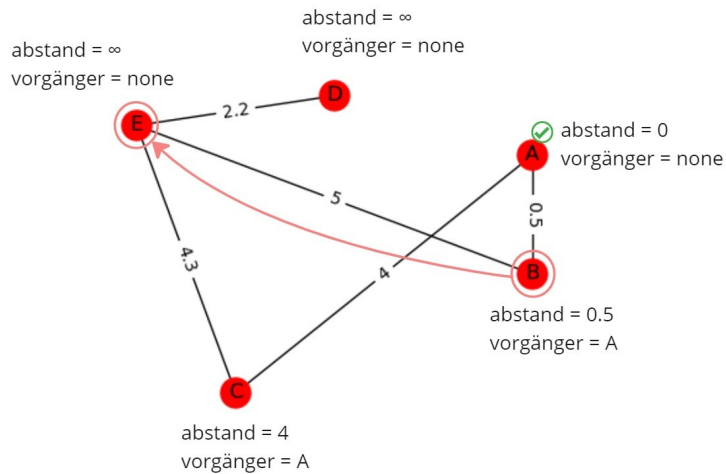 abstand = ∞
vorgänger = none
abstand = ∞
vorgänger = none
D
E
2.2
A
abstand = 0
vorgänger = none
5
0.5
4.3
4
B
abstand = 0.5
vorgänger = A
C
abstand = 4
vorgänger = A